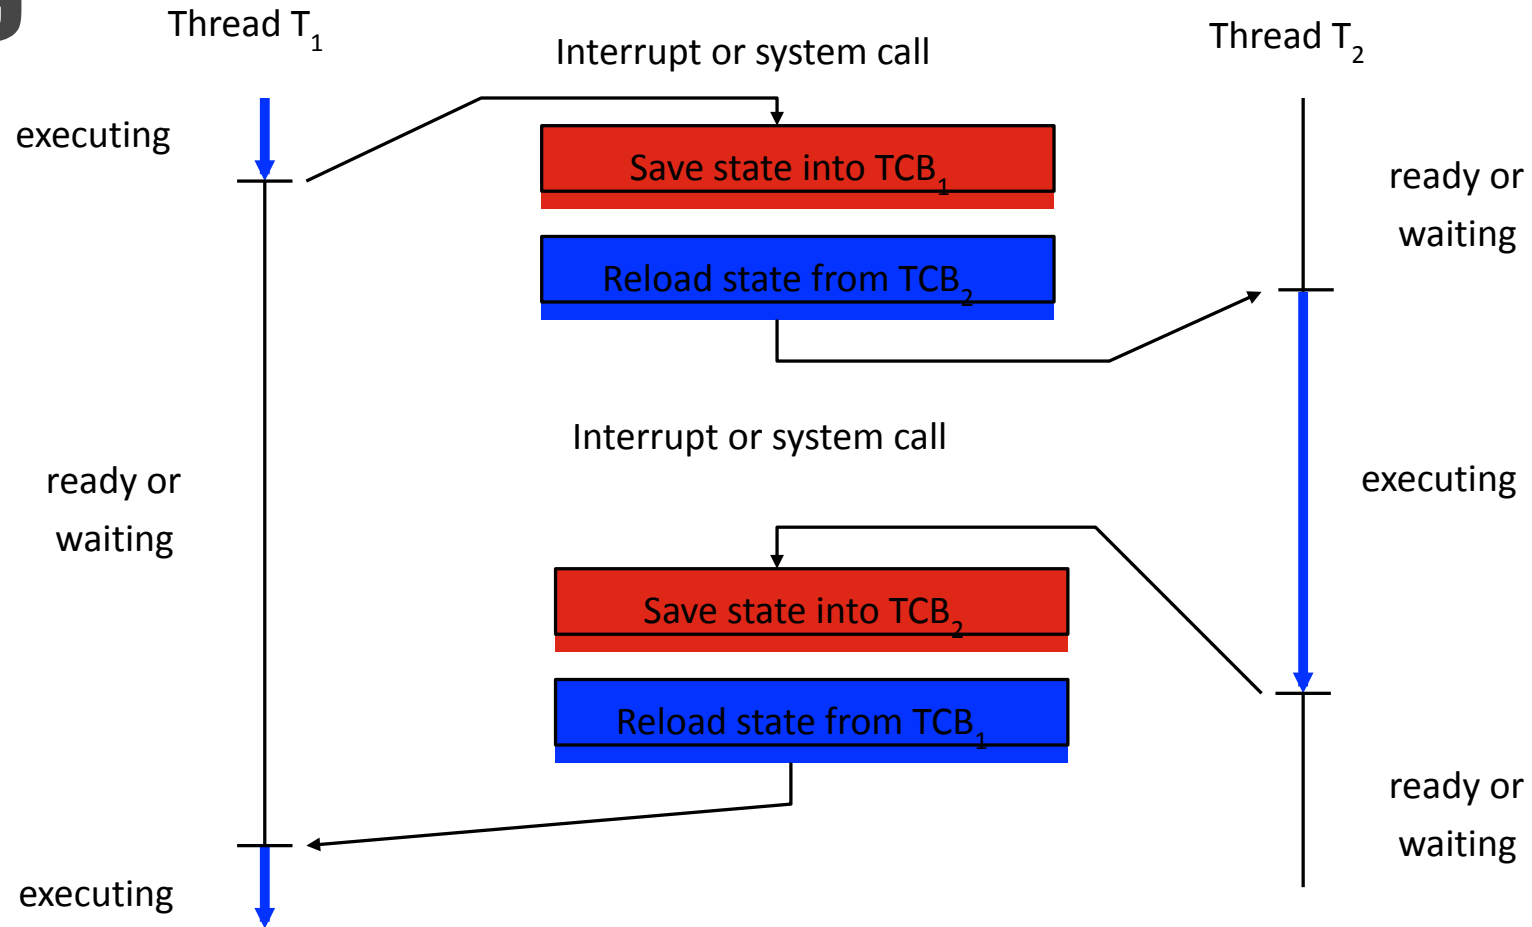 Thread T₁
Interrupt or system call
Thread T₂
executing
Save state into TCB₁
ready or
waiting
Reload state from TCB₂
Interrupt or system call
ready or
waiting
executing
Save state into TCB₂
Reload state from TCB₁
ready or
waiting
executing